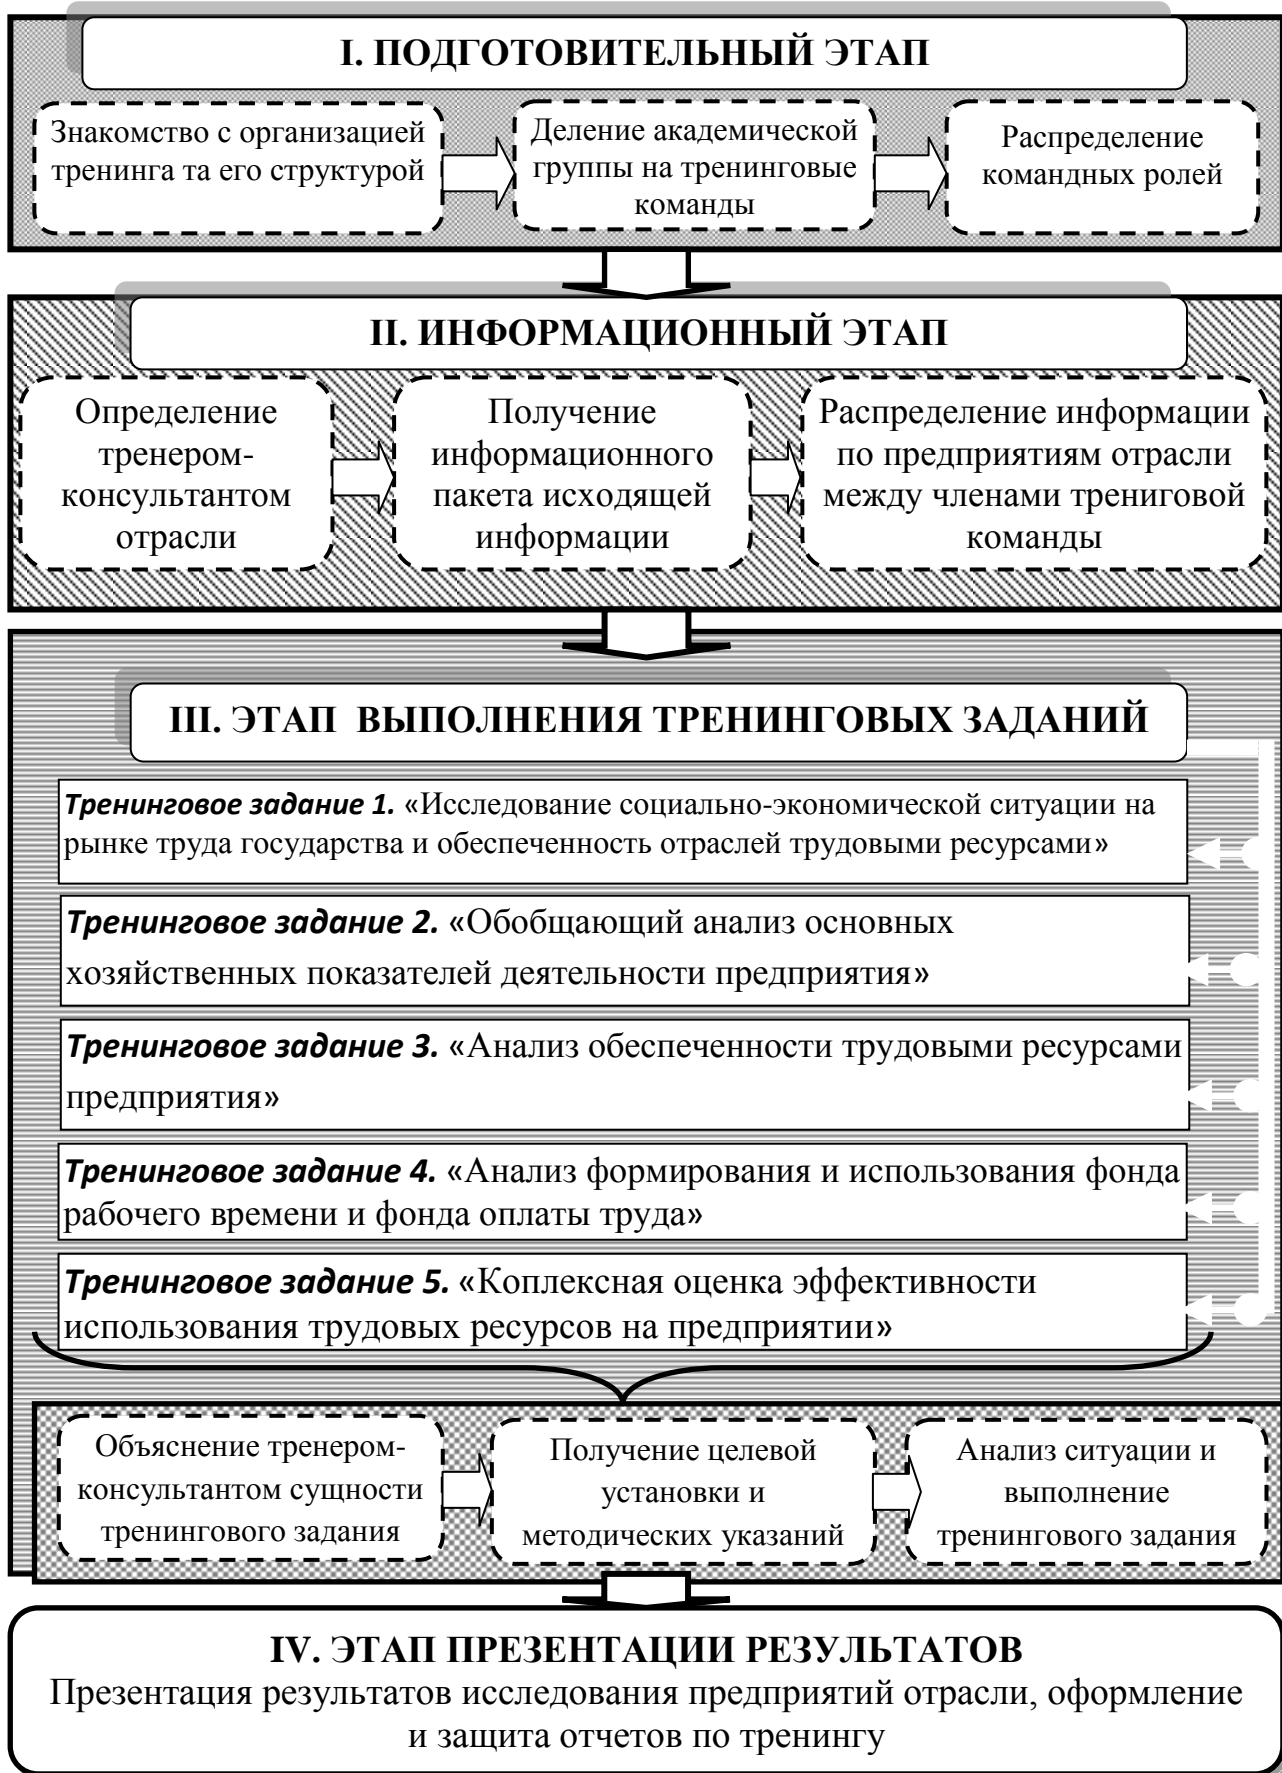 I. ПОДГОТОВИТЕЛЬНЫЙ ЭТАП
Знакомство с организацией
тренинга та его структурой
Деление академической
группы на тренинговые
команды
Распределение
командных ролей
II. ИНФОРМАЦИОННЫЙ ЭТАП
Определение
тренером-
консультантом
отрасли
Получение
информационного
пакета исходящей
информации
Распределение информации
по предприятиям отрасли
между членами трениговой
команды
III. ЭТАП ВЫПОЛНЕНИЯ ТРЕНИНГОВЫХ ЗАДАНИЙ
Тренинговое задание 1. «Исследование социально-экономической ситуации на
рынке труда государства и обеспеченность отраслей трудовыми ресурсами»
Тренинговое задание 2. «Обобщающий анализ основных
хозяйственных показателей деятельности предприятия»
Тренинговое задание 3. «Анализ обеспеченности трудовыми ресурсами
предприятия»
Тренинговое задание 4. «Анализ формирования и использования фонда
рабочего времени и фонда оплаты труда»
Тренинговое задание 5. «Коплексная оценка эффективности
использования трудовых ресурсов на предприятии»
Объяснение тренером-
консультантом сущности
тренингового задания
Получение целевой
установки и
методических указаний
Анализ ситуации и
выполнение
тренингового задания
IV. ЭТАП ПРЕЗЕНТАЦИИ РЕЗУЛЬТАТОВ
Презентация результатов исследования предприятий отрасли, оформление
и защита отчетов по тренингу